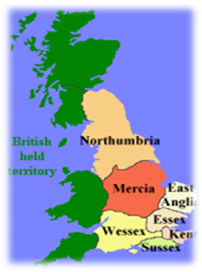 Northumbria
British
held
territory
Mercia
East
Anglia
Essex
Kent
Wessex
Sussex